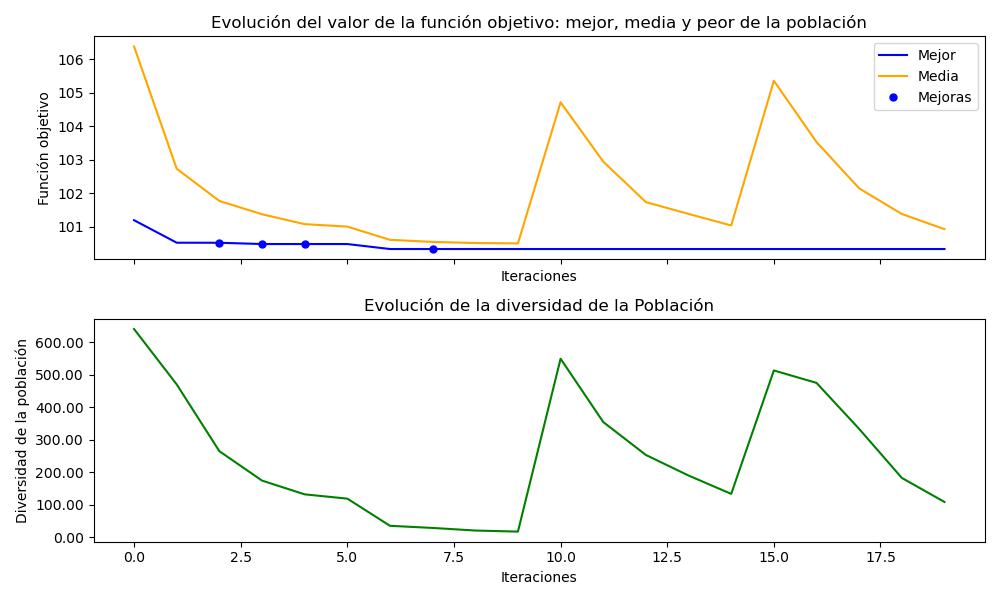 Evolución del valor de la función objetivo: mejor, media y peor de la población
Función objetivo
106
105
104
103
102
101
Mejor
Media
Mejoras
Iteraciones
Evolución de la diversidad de la Población
Diversidad de la población
600.00
500.00
400.00
300.00
200.00
100.00
0.00
0.0 2.5 5.0 7.5 10.0 12.5 15.0 17.5
Iteraciones